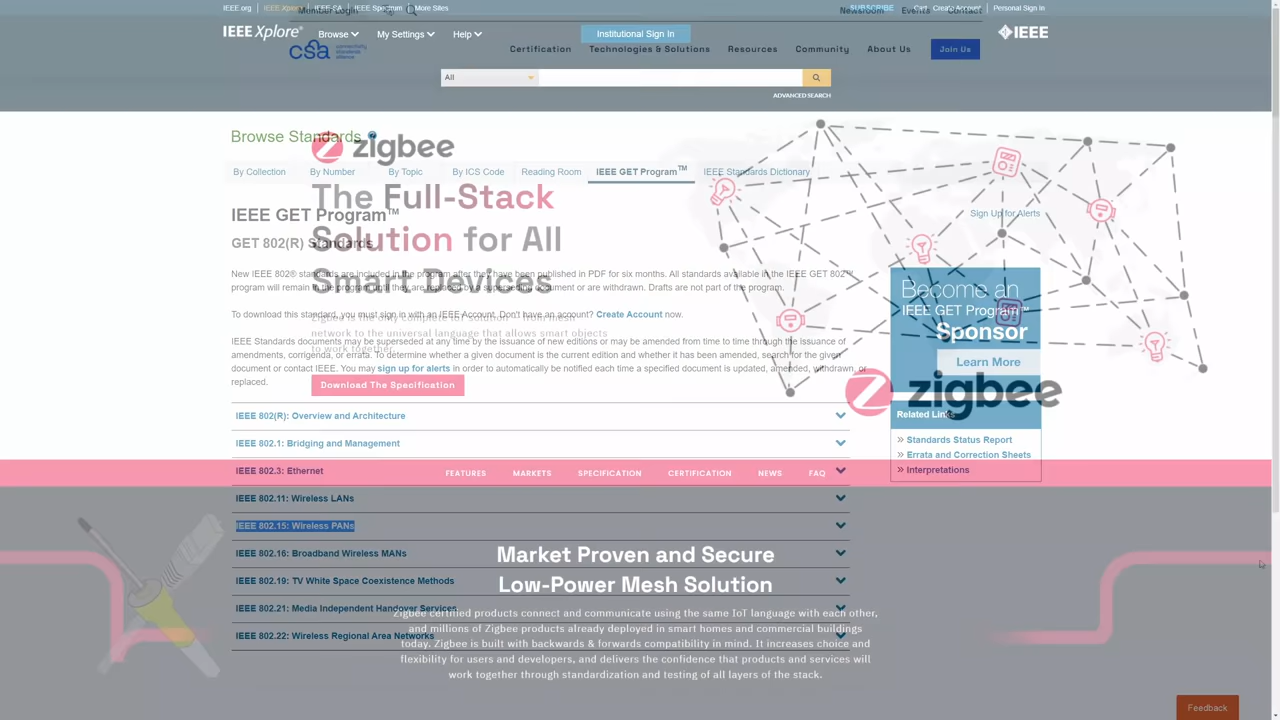 IEEE.org
IEEE Xplore
IEEE-SA
IEEE Spectrum
More Sites
SUBSCRIBE
Cart
Create Account
Personal Sign In
Member Login
Newsroom
Events
Contact
IEEE Xplore®
Browse
My Settings
Help
Institutional Sign In
IEEE
csa
connectivity
standards
alliance
Certification
Technologies & Solutions
Resources
Community
About Us
Join Us
All
ADVANCED SEARCH
Browse Standards
zigbee
By Collection
By Number
By Topic
By ICS Code
Reading Room
IEEE GET Program™
IEEE Standards Dictionary
The Full-Stack
Solution for All
Smart Devices
IEEE GET Program™
GET 802(R) Standards
Sign Up for Alerts
New IEEE 802® standards are included in the program after they have been published in PDF for six months. All standards available in the IEEE GET 802™
program will remain in the program until they are replaced by a superseding document or are withdrawn. Drafts are not part of the program.
To download this standard, you must sign in with an IEEE Account. Don't have an account? Create Account now.
network to the universal language that allows smart objects
to work together.
IEEE Standards documents may be superseded at any time by the issuance of new editions or may be amended from time to time through the issuance of
amendments, corrigenda, or errata. To determine whether a given document is the current edition and whether it has been amended, search for the given
document or contact IEEE. You may sign up for alerts in order to automatically be notified each time a specified document is updated, amended, withdrawn, or
replaced.
Download The Specification
Become an
IEEE GET Program™
Sponsor
Learn More
zigbee
Related Links
Standards Status Report
Errata and Correction Sheets
Interpretations
IEEE 802(R): Overview and Architecture
IEEE 802.1: Bridging and Management
IEEE 802.3: Ethernet
FEATURES
MARKETS
SPECIFICATION
CERTIFICATION
NEWS
FAQ
IEEE 802.11: Wireless LANs
IEEE 802.15: Wireless PANs
IEEE 802.16: Broadband Wireless MANs
IEEE 802.19: TV White Space Coexistence Methods
IEEE 802.21: Media Independent Handover Services
IEEE 802.22: Wireless Regional Area Networks
Market Proven and Secure
Low-Power Mesh Solution
Zigbee certified products connect and communicate using the same IoT language with each other,
and millions of Zigbee products already deployed in smart homes and commercial buildings
today. Zigbee is built with backwards & forwards compatibility in mind. It increases choice and
flexibility for users and developers, and delivers the confidence that products and services will
work together through standardization and testing of all layers of the stack.
Feedback